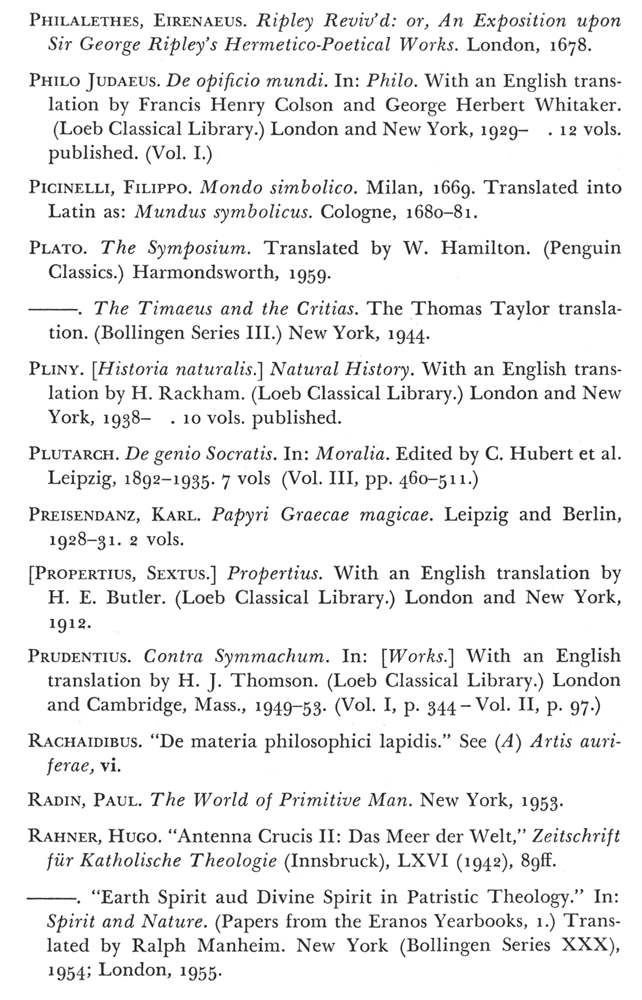 PHILALETHES, EIRENAEUS. Ripley Reviv'd: or, An Exposition upon
Sir George Ripley's Hermetico-Poetical Works. London, 1678.
PHILO JUDAEUS. De opificio mundi. In: Philo. With an English trans-
lation by Francis Henry Colson and George Herbert Whitaker.
(Loeb Classical Library.) London and New York, 1929– . 12 vols.
published. (Vol. I.)
PICINELLI, FILIPPO. Mondo simbolico. Milan, 1669. Translated into
Latin as: Mundus symbolicus. Cologne, 1680–81.
PLATO. The Symposium. Translated by W. Hamilton. (Penguin
Classics.) Harmondsworth, 1959.
———. The Timaeus and the Critias. The Thomas Taylor transla-
tion. (Bollingen Series III.) New York, 1944.
PLINY. [Historia naturalis.] Natural History. With an English trans-
lation by H. Rackham. (Loeb Classical Library.) London and New
York, 1938– . 10 vols. published.
PLUTARCH. De genio Socratis. In: Moralia. Edited by C. Hubert et al.
Leipzig, 1892–1935. 7 vols (Vol. III, pp. 460–511.)
PREISENDANZ, KARL. Papyri Graecae magicae. Leipzig and Berlin,
1928–31. 2 vols.
[PROPERTIUS, SEXTUS.] Propertius. With an English translation by
H. E. Butler. (Loeb Classical Library.) London and New York,
1912.
PRUDENTIUS. Contra Symmachum. In: [Works.] With an English
translation by H. J. Thomson. (Loeb Classical Library.) London
and Cambridge, Mass., 1949–53. (Vol. I, p. 344 – Vol. II, p. 97.)
RACHAIDIBUS. "De materia philosophici lapidis." See (A) Artis auri-
ferae, vi.
RADIN, PAUL. The World of Primitive Man. New York, 1953.
RAHNER, HUGO. "Antenna Crucis II: Das Meer der Welt," Zeitschrift
für Katholische Theologie (Innsbruck), LXVI (1942), 89ff.
———. "Earth Spirit aud Divine Spirit in Patristic Theology." In:
Spirit and Nature. (Papers from the Eranos Yearbooks, 1.) Trans-
lated by Ralph Manheim. New York (Bollingen Series XXX),
1954; London, 1955.